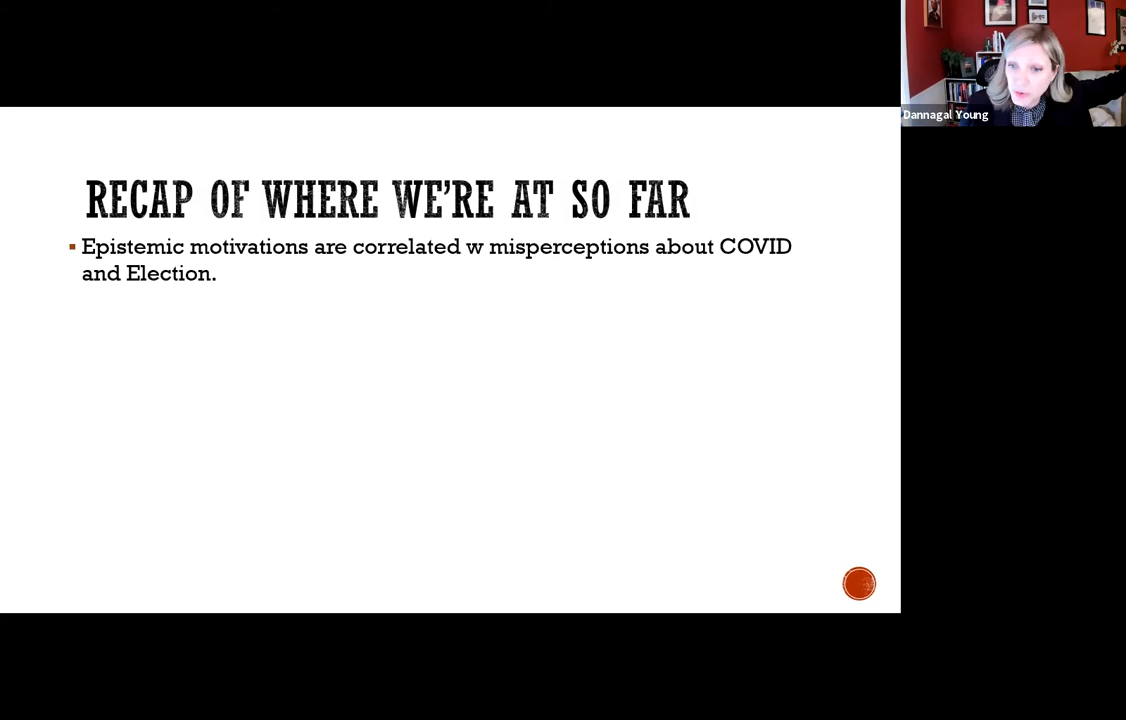 Dannagal Young
RECAP OF WHERE WE'RE AT SO FAR
Epistemic motivations are correlated w misperceptions about COVID
and Election.